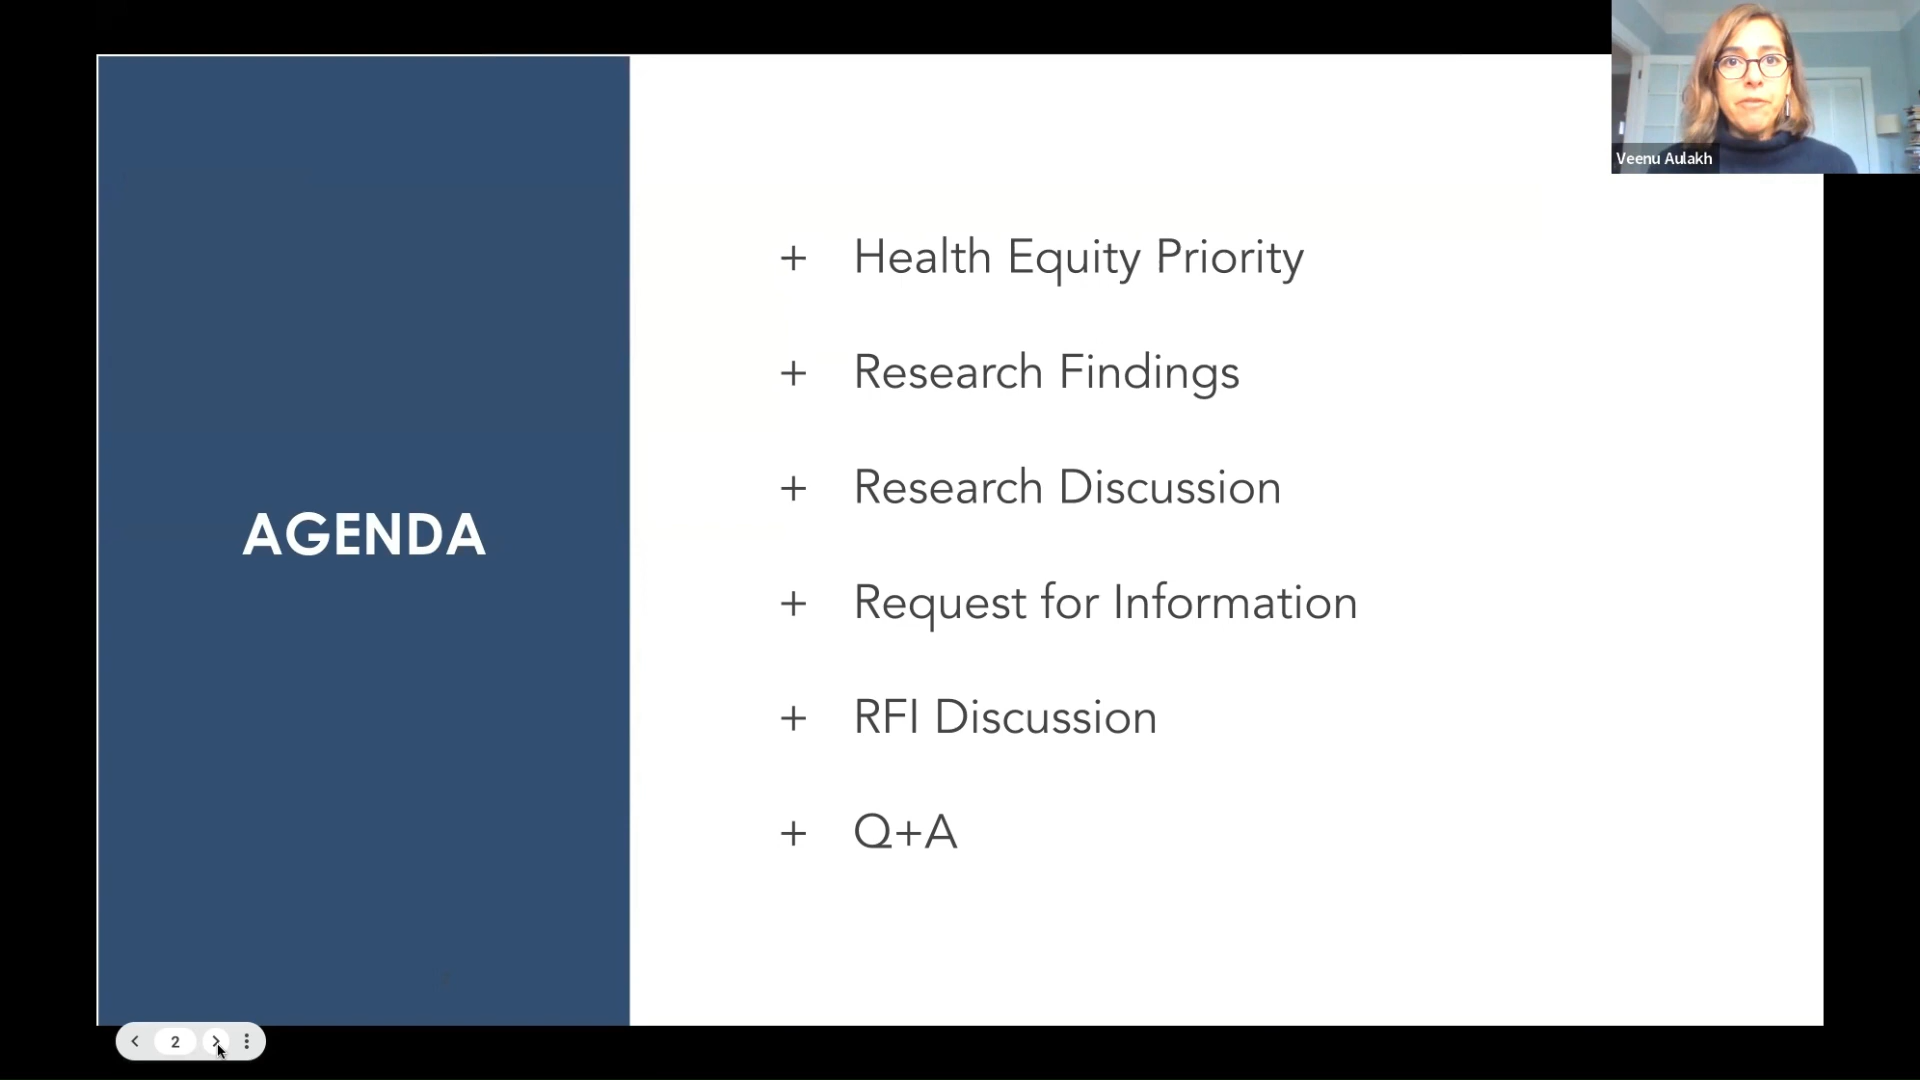 Veenu Aulakh
AGENDA
+ Health Equity Priority
+ Research Findings
+ Research Discussion
+ Request for Information
+ RFI Discussion
+ Q+A
2